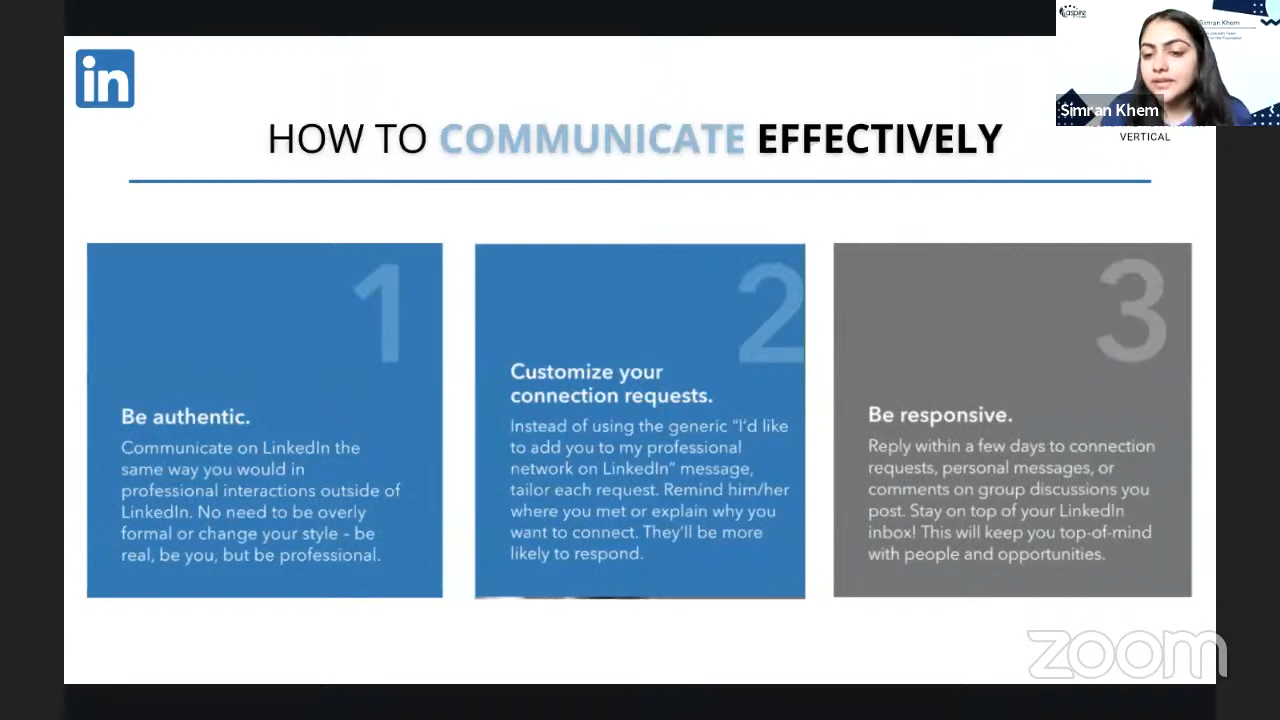 in
aspire
Simran Khem
Simran Khem
VERTICAL
HOW TO COMMUNICATE EFFECTIVELY
1
Be authentic.
Communicate on LinkedIn the
same way you would in
professional interactions outside of
LinkedIn. No need to be overly
formal or change your style – be
real, be you, but be professional.
2
Customize your
connection requests.
Instead of using the generic “I’d like
to add you to my professional
network on LinkedIn” message,
tailor each request. Remind him/her
where you met or explain why you
want to connect. They’ll be more
likely to respond.
3
Be responsive.
Reply within a few days to connection
requests, personal messages, or
comments on group discussions you
post. Stay on top of your LinkedIn
inbox! This will keep you top-of-mind
with people and opportunities.
zoom